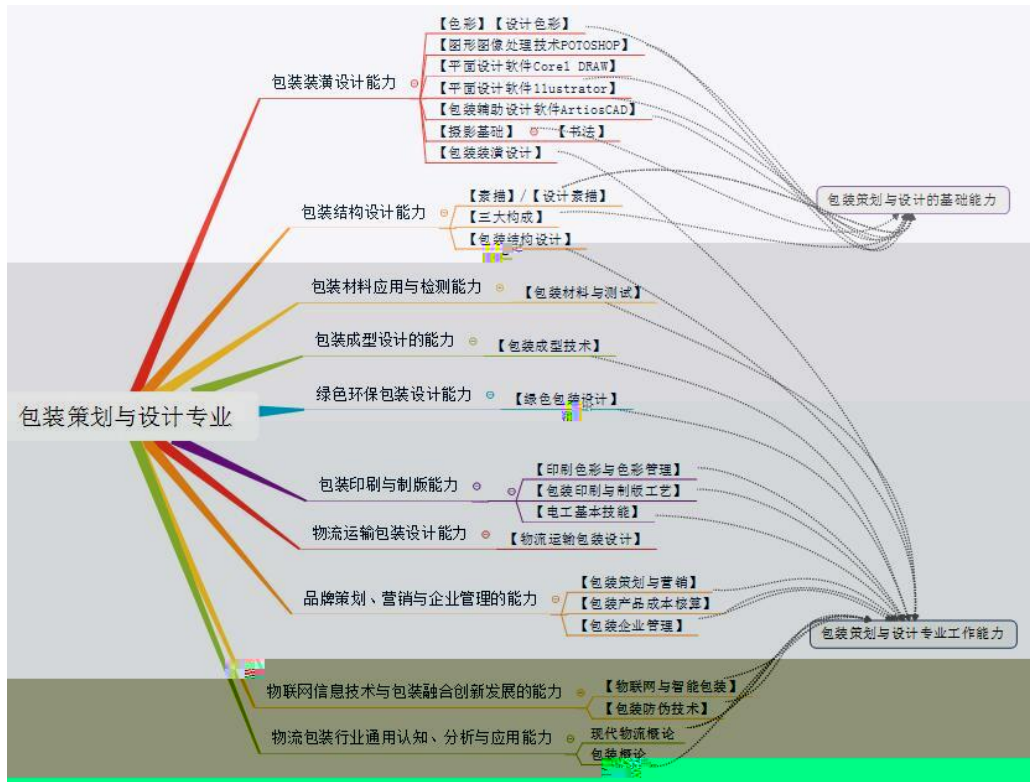 【色彩】【设计色彩】
【图形图像处理技术POTOSHOP】
【平面设计软件Corel DRAW】
【平面设计软件llustrator】
【包装辅助设计软件ArtiosCAD】
【摄影基础】 【书法】
【包装装潢设计】
包装装潢设计能力
【素描】/【设计素描】
【三大构成】
【包装结构设计】
包装结构设计能力
包装策划与设计的基础能力
包装材料应用与检测能力
【包装材料与测试】
包装成型设计的能力
【包装成型技术】
绿色环保包装设计能力
【绿色包装设计】
包装策划与设计专业
【印刷色彩与色彩管理】
【包装印刷与制版工艺】
【电工基本技能】
包装印刷与制版能力
物流运输包装设计能力
【物流运输包装设计】
【包装策划与营销】
【包装产品成本核算】
【包装企业管理】
品牌策划、营销与企业管理的能力
包装策划与设计专业工作能力
物联网信息技术与包装融合创新发展的能力
【物联网与智能包装】
【包装防伪技术】
物流包装行业通用认知、分析与应用能力
现代物流概论
包装概论